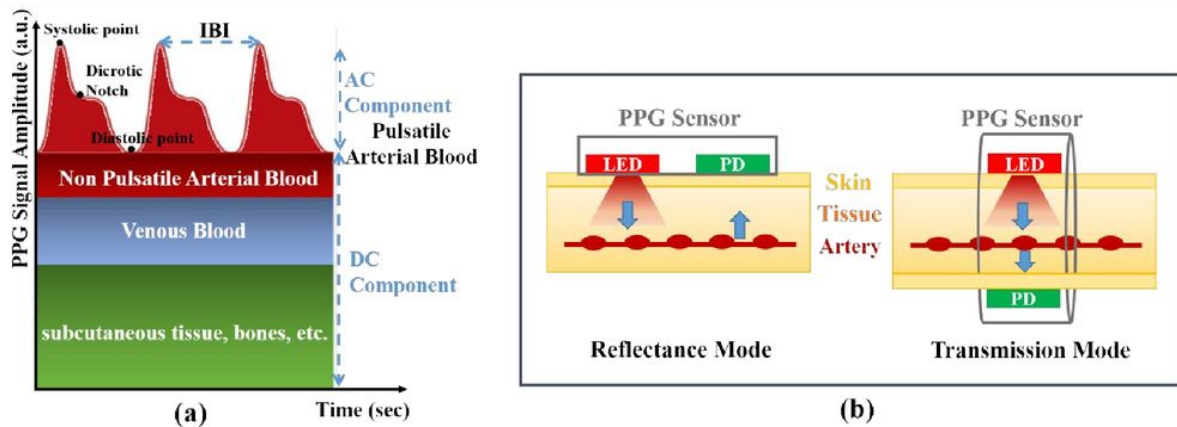 PPG Signal Amplitude (a.u.)
Systolic point
IBI
Dicrotic
Notch
Diastolic point
AC
Component
Pulsatile
Arterial Blood
Non Pulsatile Arterial Blood
Venous Blood
DC
Component
subcutaneous tissue, bones, etc.
(a)
Time (sec)
PPG Sensor
LED
PD
Skin
Tissue
Artery
Reflectance Mode
PPG Sensor
LED
PD
Transmission Mode
(b)